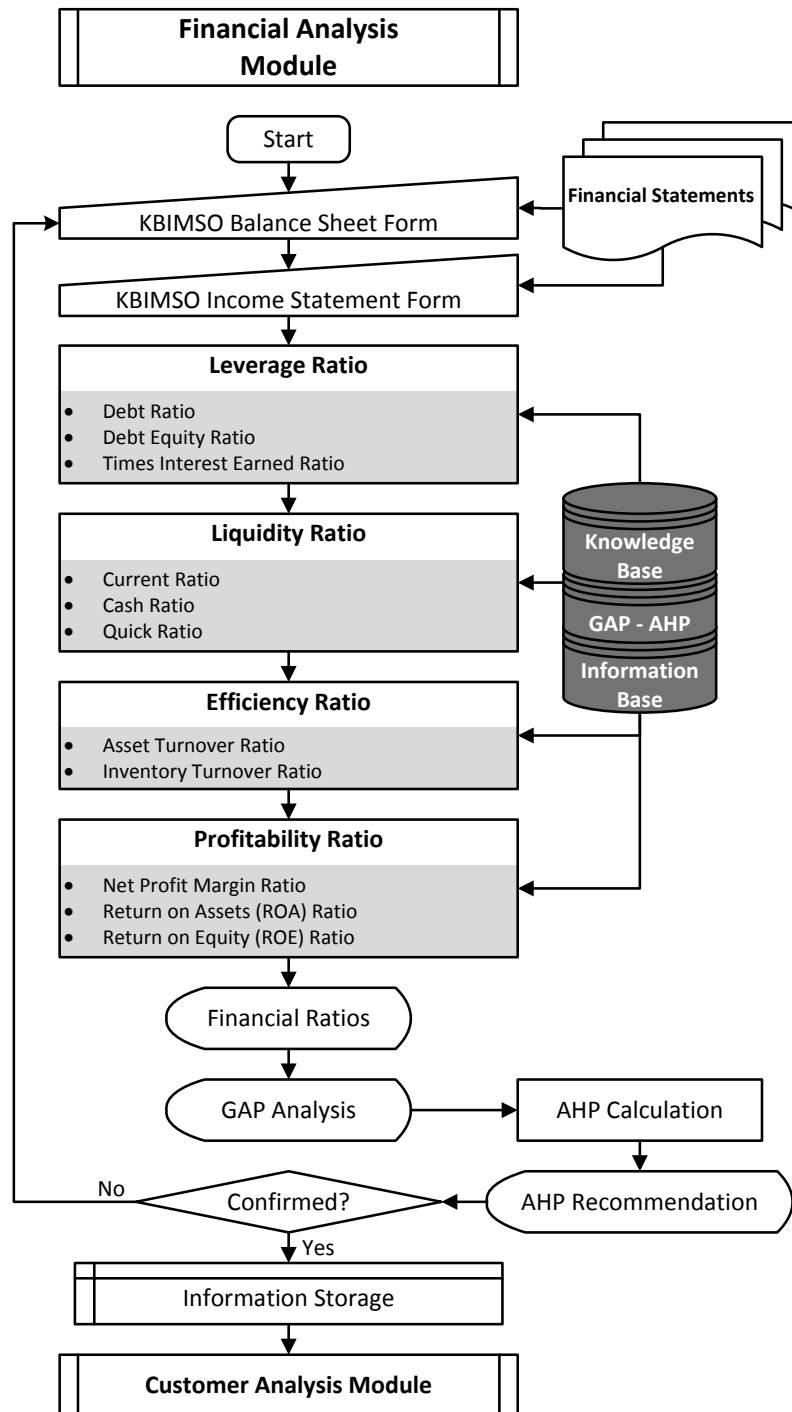 Financial Analysis
Module
Start
KBIMSO Balance Sheet Form
Financial Statements
KBIMSO Income Statement Form
Leverage Ratio
• Debt Ratio
• Debt Equity Ratio
• Times Interest Earned Ratio
Liquidity Ratio
• Current Ratio
• Cash Ratio
• Quick Ratio
Knowledge
Base
GAP - AHP
Information
Base
Efficiency Ratio
• Asset Turnover Ratio
• Inventory Turnover Ratio
Profitability Ratio
• Net Profit Margin Ratio
• Return on Assets (ROA) Ratio
• Return on Equity (ROE) Ratio
Financial Ratios
GAP Analysis
AHP Calculation
AHP Recommendation
Confirmed?
No
Yes
Information Storage
Customer Analysis Module